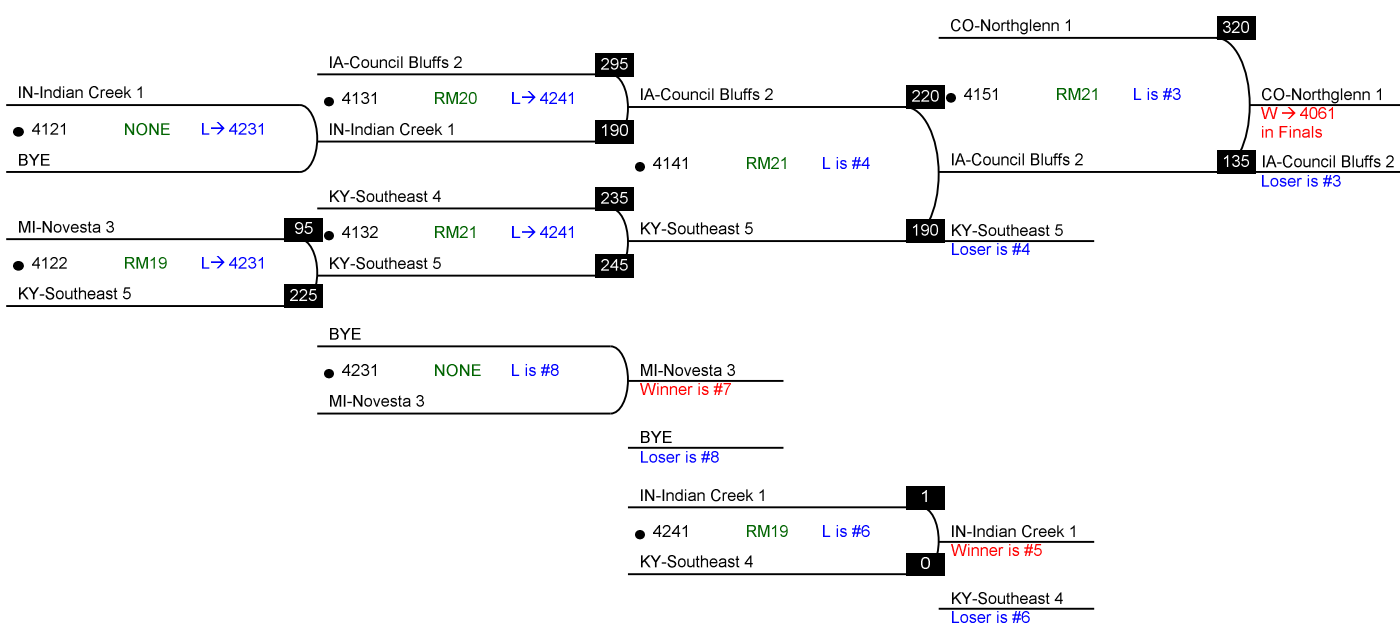 CO-Northglenn 1 320
IA-Council Bluffs 2 295
IN-Indian Creek 1
IA-Council Bluffs 2 220
4151 RM21 L is #3
CO-Northglenn 1
4131 RM20 L→ 4241
W → 4061
in Finals
4121 NONE L→ 4231
IN-Indian Creek 1 190
BYE
4141 RM21 L is #4
IA-Council Bluffs 2 135
IA-Council Bluffs 2
Loser is #3
KY-Southeast 4 235
MI-Novesta 3 95
4132 RM21 L→ 4241
KY-Southeast 5 190
KY-Southeast 5
Loser is #4
4122 RM19 L→ 4231
KY-Southeast 5 245
KY-Southeast 5 225
BYE
4231 NONE L is #8
MI-Novesta 3
Winner is #7
MI-Novesta 3
BYE
Loser is #8
IN-Indian Creek 1 1
4241 RM19 L is #6
IN-Indian Creek 1
Winner is #5
KY-Southeast 4 0
KY-Southeast 4
Loser is #6